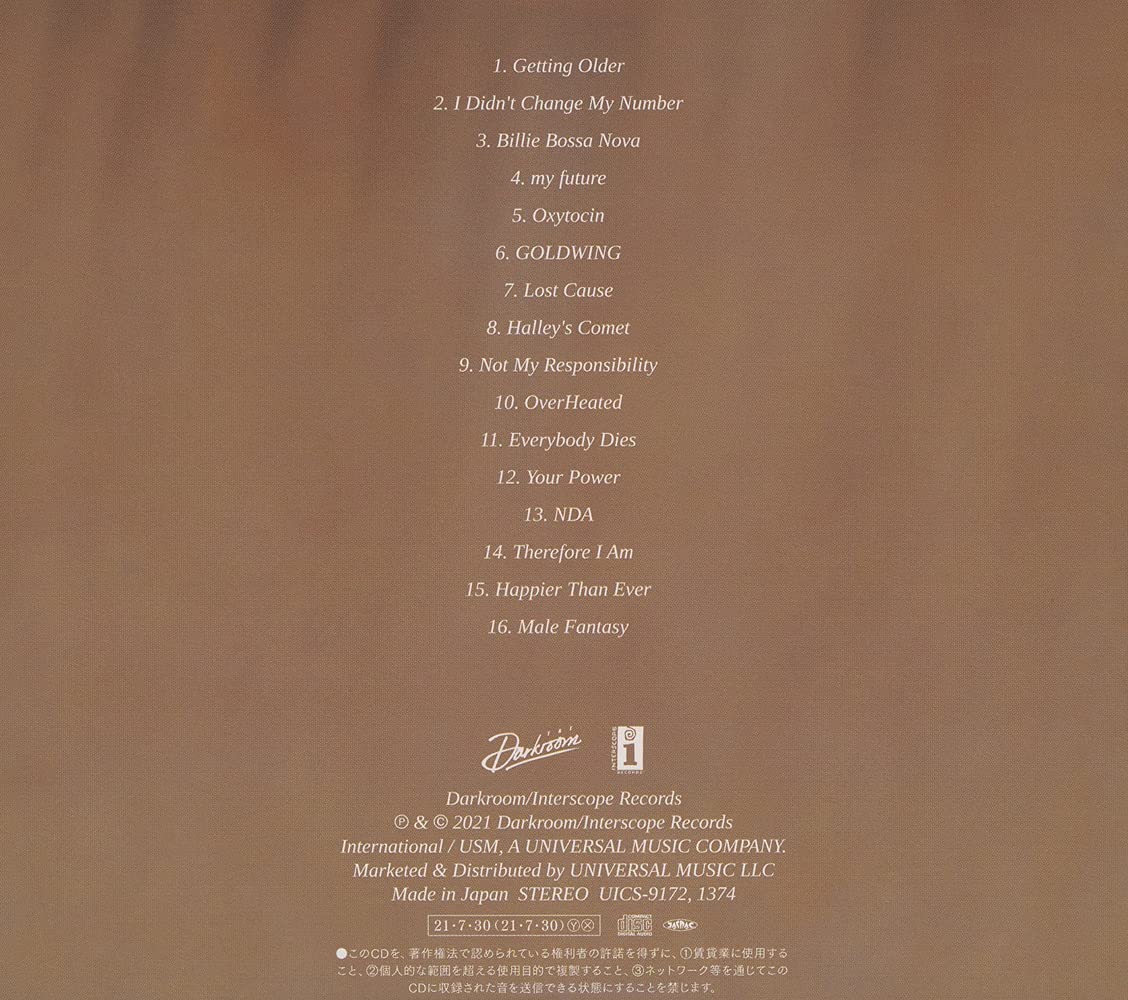 1. Getting Older
2. I Didn't Change My Number
3. Billie Bossa Nova
4. my future
5. Oxytocin
6. GOLDWING
7. Lost Cause
8. Halley's Comet
9. Not My Responsibility
10. OverHeated
11. Everybody Dies
12. Your Power
13. NDA
14. Therefore I Am
15. Happier Than Ever
16. Male Fantasy
THE Darkroom
INTERSCOPE RECORDS i
Darkroom/Interscope Records
Ⓟ & © 2021 Darkroom/Interscope Records
International / USM, A UNIVERSAL MUSIC COMPANY.
Marketed & Distributed by UNIVERSAL MUSIC LLC
Made in Japan STEREO UICS-9172, 1374
21・7・30(21・7・30)ⓎⓍ COMPACT disc DIGITAL AUDIO JASRAC
●このCDを、著作権法で認められている権利者の許諾を得ずに、①賃貸業に使用する
こと、②個人的な範囲を超える使用目的で複製すること、③ネットワーク等を通じてこの
CDに収録された音を送信できる状態にすることを禁じます。